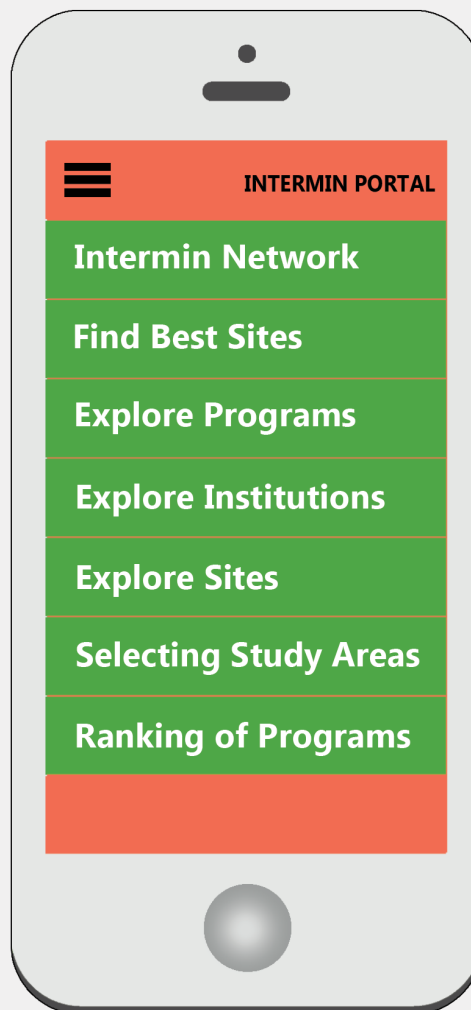 INTERMIN PORTAL
Intermin Network
Find Best Sites
Explore Programs
Explore Institutions
Explore Sites
Selecting Study Areas
Ranking of Programs